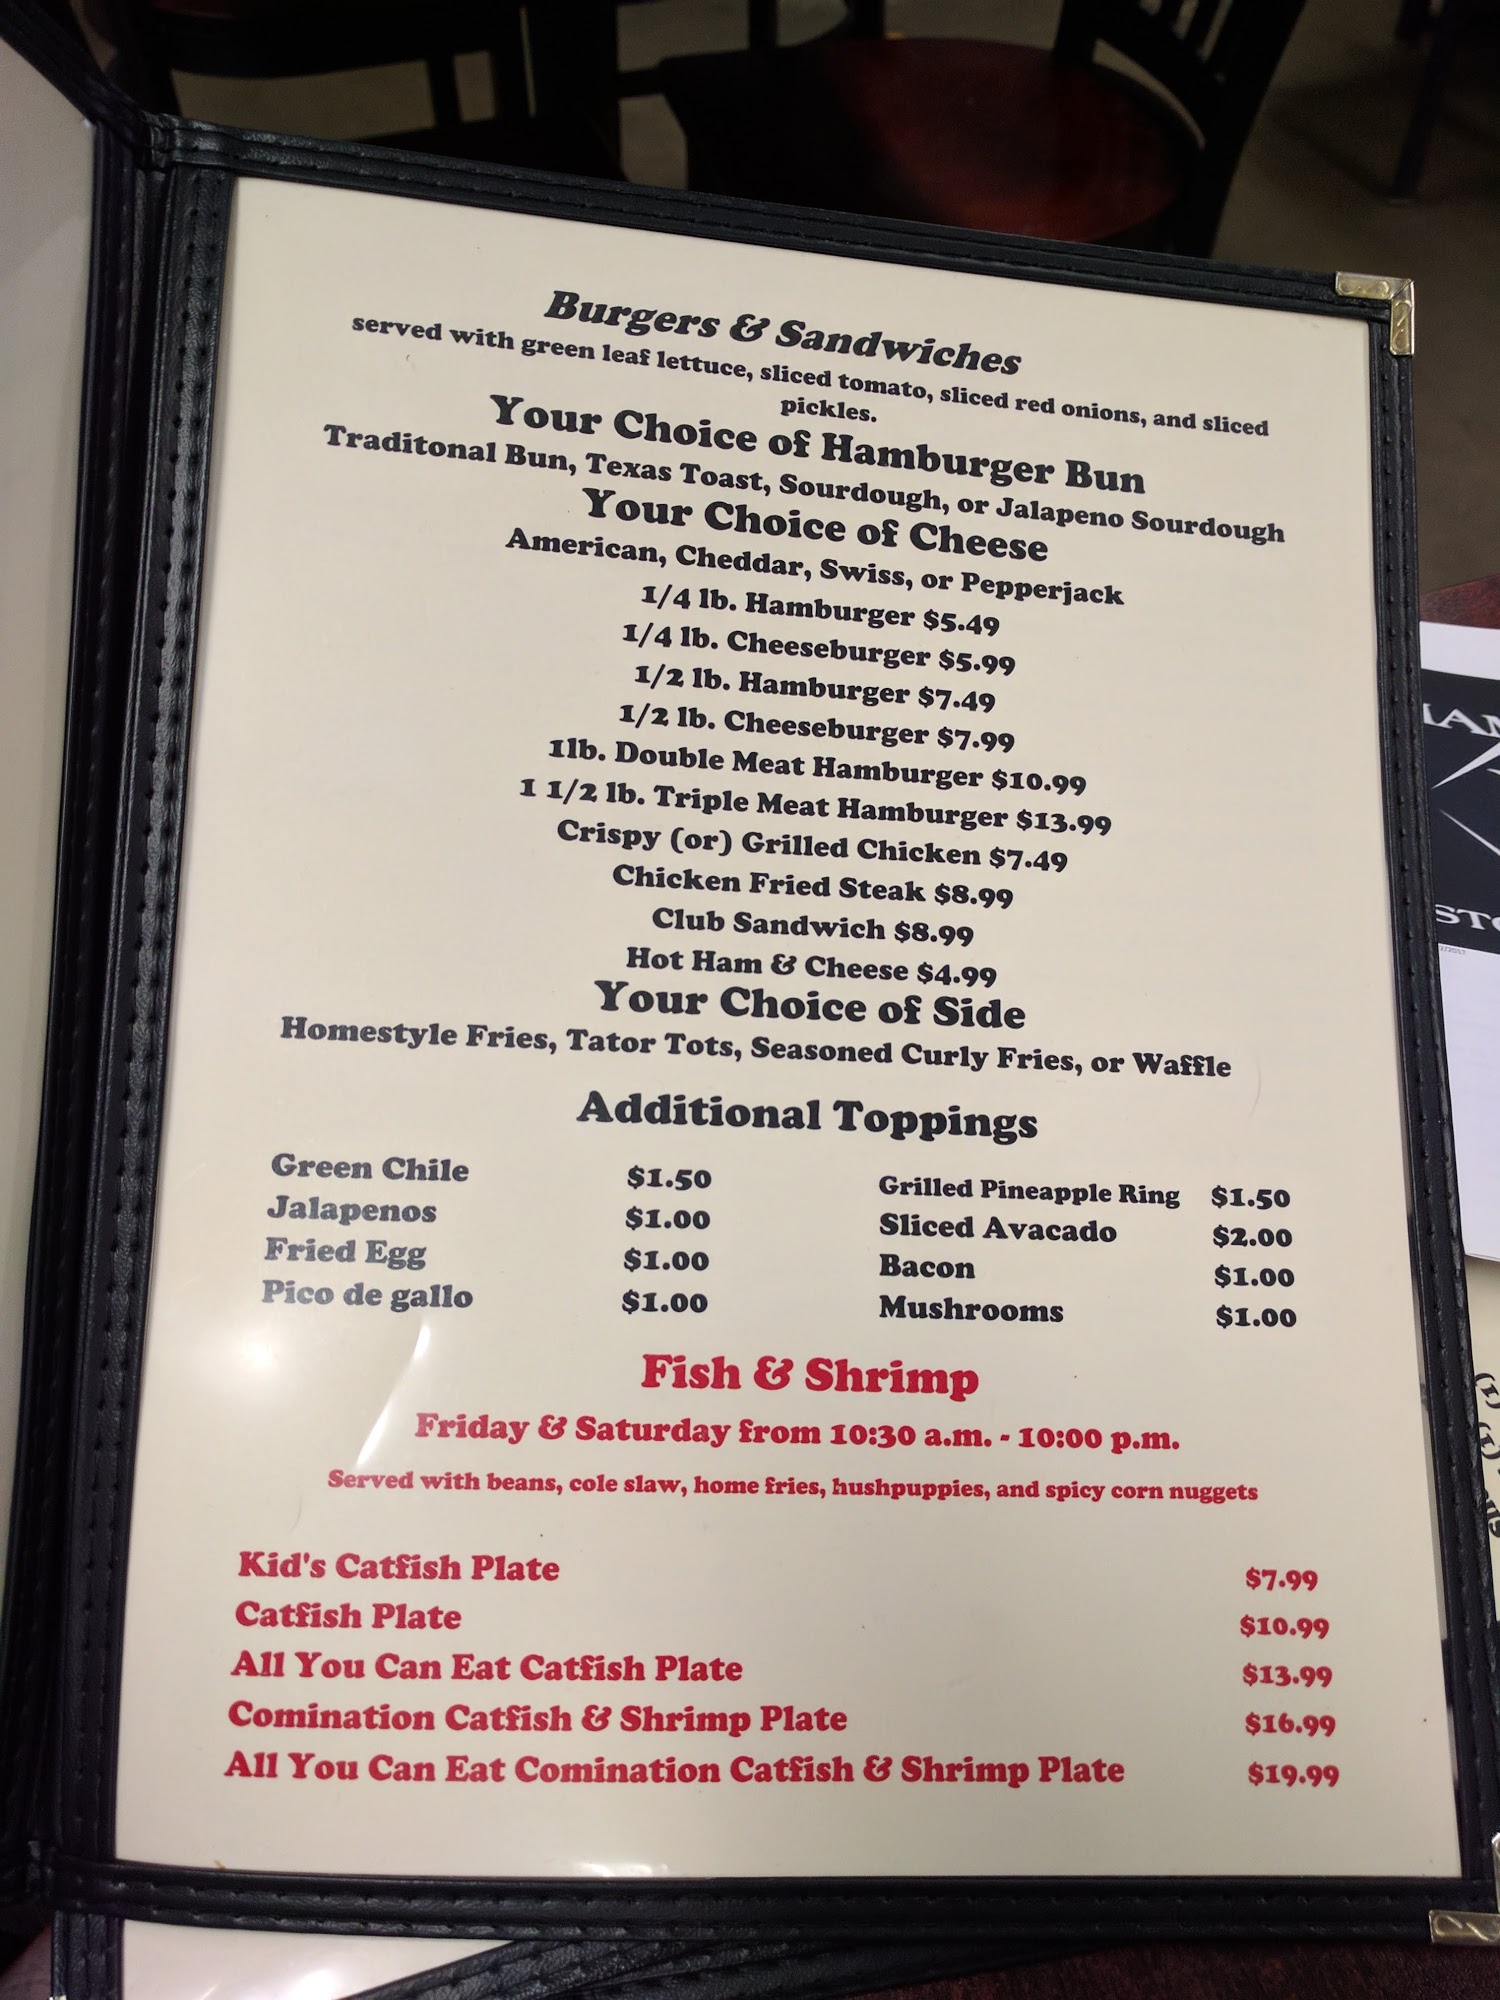 Burgers & Sandwiches
served with green leaf lettuce, sliced tomato, sliced red onions, and sliced
pickles.
Your Choice of Hamburger Bun
Traditonal Bun, Texas Toast, Sourdough, or Jalapeno Sourdough
Your Choice of Cheese
American, Cheddar, Swiss, or Pepperjack
1/4 lb. Hamburger $5.49
1/4 lb. Cheeseburger $5.99
1/2 lb. Hamburger $7.49
1/2 lb. Cheeseburger $7.99
1lb. Double Meat Hamburger $10.99
1 1/2 lb. Triple Meat Hamburger $13.99
Crispy (or) Grilled Chicken $7.49
Chicken Fried Steak $8.99
Club Sandwich $8.99
Hot Ham & Cheese $4.99
Your Choice of Side
Homestyle Fries, Tator Tots, Seasoned Curly Fries, or Waffle
Additional Toppings
Green Chile $1.50 Grilled Pineapple Ring $1.50
Jalapenos $1.00 Sliced Avacado $2.00
Fried Egg $1.00 Bacon $1.00
Pico de gallo $1.00 Mushrooms $1.00
Fish & Shrimp
Friday & Saturday from 10:30 a.m. - 10:00 p.m.
Served with beans, cole slaw, home fries, hushpuppies, and spicy corn nuggets
Kid's Catfish Plate $7.99
Catfish Plate $10.99
All You Can Eat Catfish Plate $13.99
Comination Catfish & Shrimp Plate $16.99
All You Can Eat Comination Catfish & Shrimp Plate $19.99